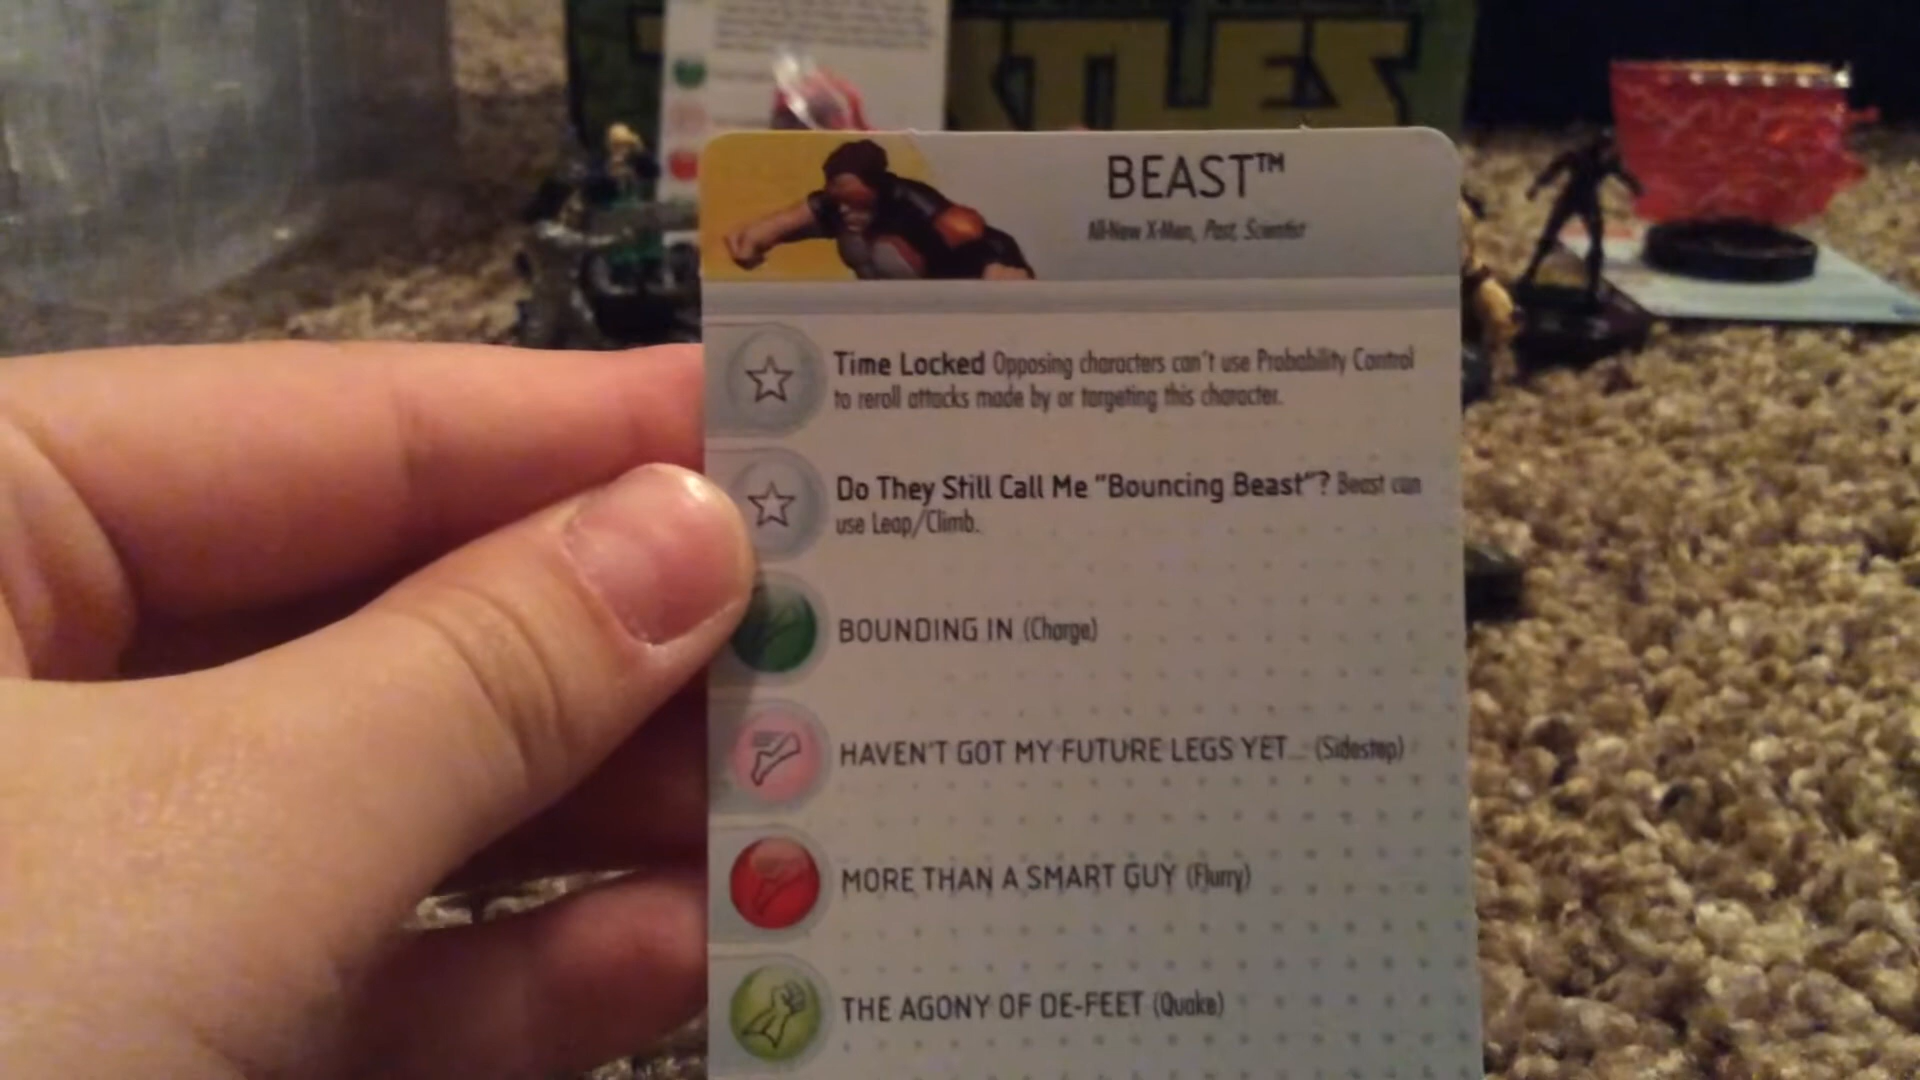 TLES
BEAST™
All-New X-Men, Past, Scientist
Time Locked Opposing characters can't use Probability Control
to reroll attacks made by or targeting this character.
Do They Still Call Me "Bouncing Beast"? Beast can
use Leap/Climb.
BOUNDING IN (Charge)
HAVEN'T GOT MY FUTURE LEGS YET... (Sidestep)
MORE THAN A SMART GUY (Flurry)
THE AGONY OF DE-FEET (Quake)